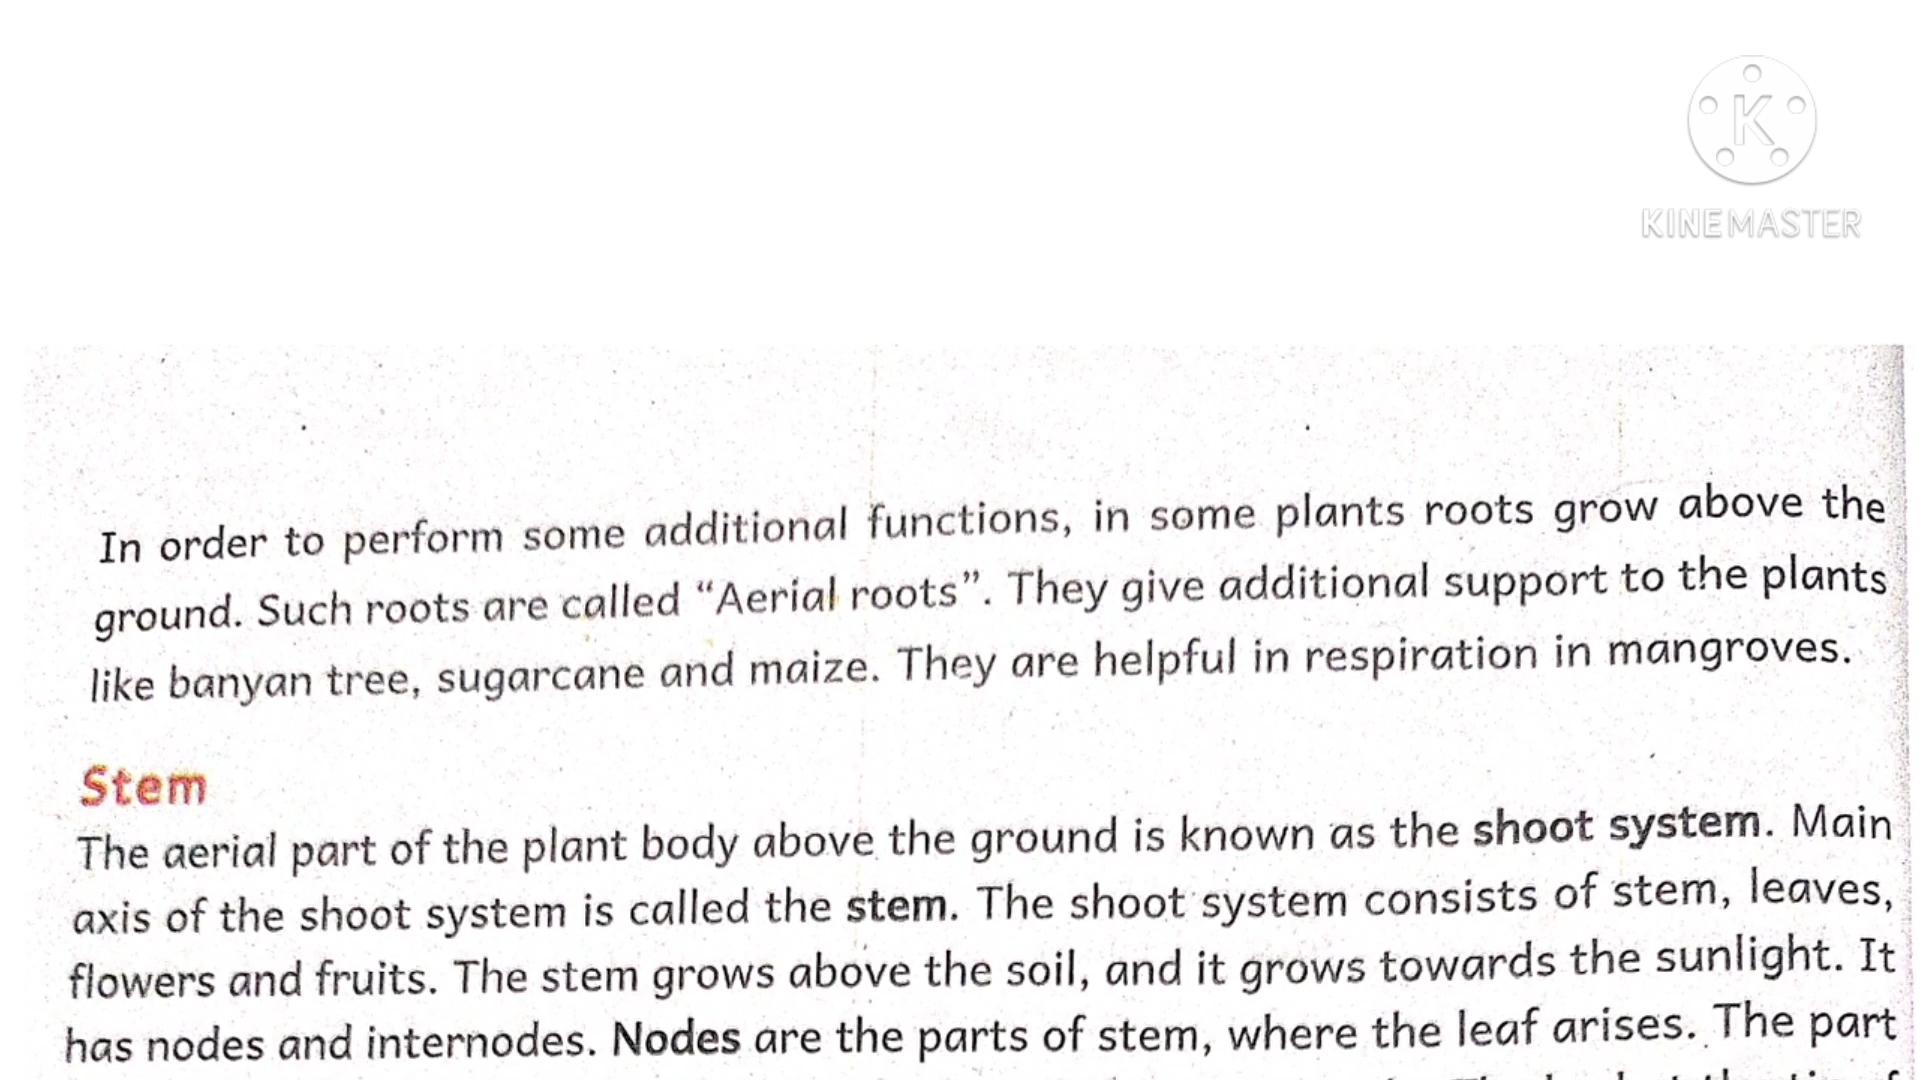 K
KINEMASTER
In order to perform some additional functions, in some plants roots grow above the
ground. Such roots are called “Aerial roots”. They give additional support to the plants
like banyan tree, sugarcane and maize. They are helpful in respiration in mangroves.
Stem
The aerial part of the plant body above the ground is known as the shoot system. Main
axis of the shoot system is called the stem. The shoot system consists of stem, leaves,
flowers and fruits. The stem grows above the soil, and it grows towards the sunlight. It
has nodes and internodes. Nodes are the parts of stem, where the leaf arises. The part